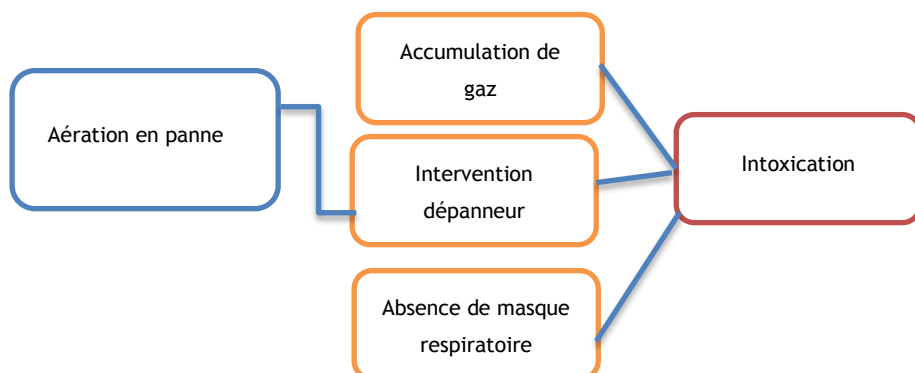 Aération en panne
Accumulation de
gaz
Intervention
dépanneur
Absence de masque
respiratoire
Intoxication